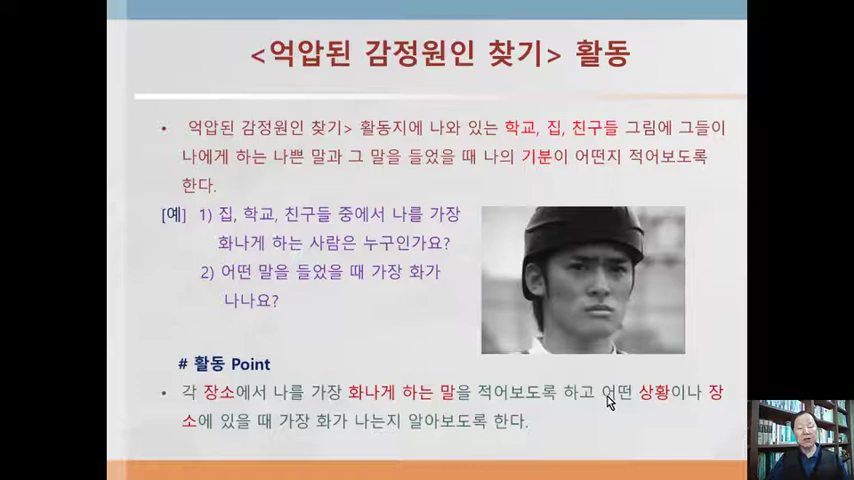 <억압된 감정원인 찾기> 활동
• 억압된 감정원인 찾기> 활동지에 나와 있는 학교, 집, 친구들 그림에 그들이
나에게 하는 나쁜 말과 그 말을 들었을 때 나의 기분이 어떤지 적어보도록
한다.
[예] 1) 집, 학교, 친구들 중에서 나를 가장
화나게 하는 사람은 누구인가요?
2) 어떤 말을 들었을 때 가장 화가
나나요?
# 활동 Point
• 각 장소에서 나를 가장 화나게 하는 말을 적어보도록 하고 어떤 상황이나 장
소에 있을 때 가장 화가 나는지 알아보도록 한다.